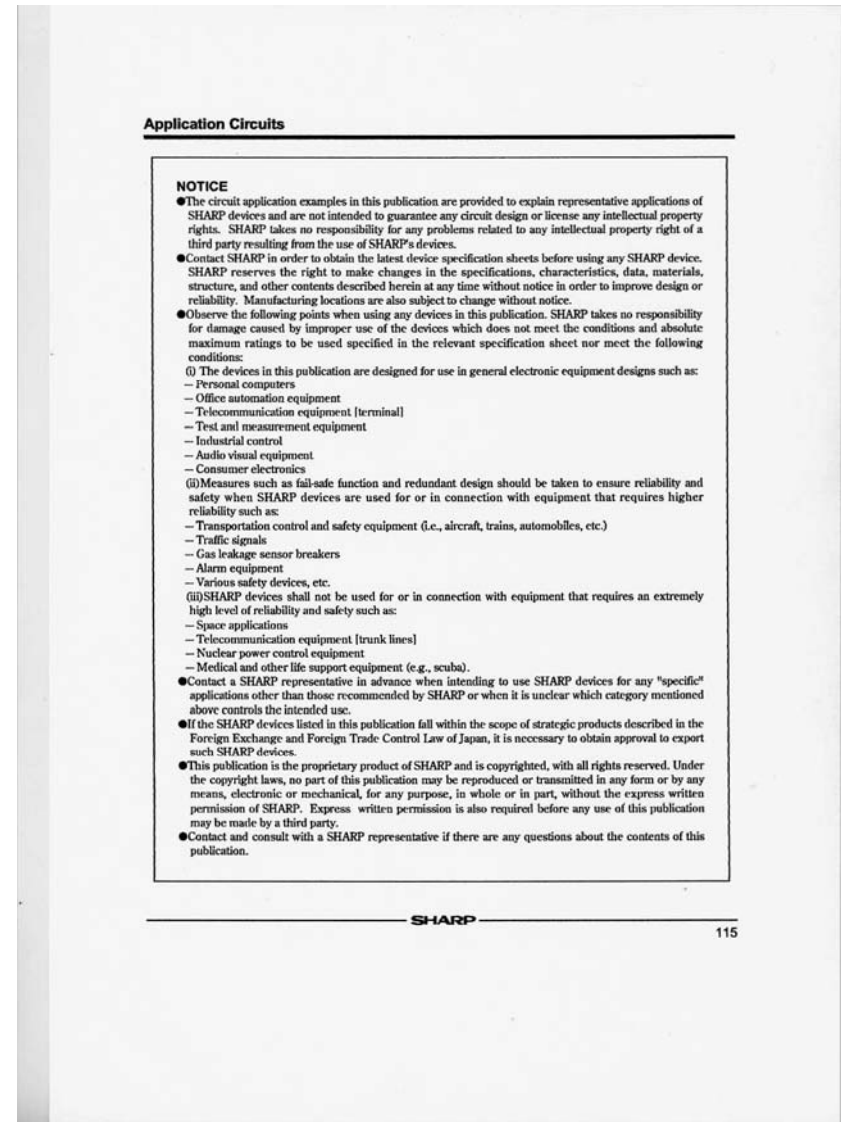 Application Circuits
NOTICE
●The circuit application examples in this publication are provided to explain representative applications of
SHARP devices and are not intended to guarantee any circuit design or license any intellectual property
rights. SHARP takes no responsibility for any problems related to any intellectual property right of a
third party resulting from the use of SHARP's devices.
●Contact SHARP in order to obtain the latest device specification sheets before using any SHARP device.
SHARP reserves the right to make changes in the specifications, characteristics, data, materials,
structure, and other contents described herein at any time without notice in order to improve design or
reliability. Manufacturing locations are also subject to change without notice.
●Observe the following points when using any devices in this publication. SHARP takes no responsibility
for damage caused by improper use of the devices which does not meet the conditions and absolute
maximum ratings to be used specified in the relevant specification sheet nor meet the following
conditions:
(i) The devices in this publication are designed for use in general electronic equipment designs such as:
— Personal computers
— Office automation equipment
— Telecommunication equipment [terminal]
— Test and measurement equipment
— Industrial control
— Audio visual equipment
— Consumer electronics
(ii)Measures such as fail-safe function and redundant design should be taken to ensure reliability and
safety when SHARP devices are used for or in connection with equipment that requires higher
reliability such as:
— Transportation control and safety equipment (i.e., aircraft, trains, automobiles, etc.)
— Traffic signals
— Gas leakage sensor breakers
— Alarm equipment
— Various safety devices, etc.
(iii)SHARP devices shall not be used for or in connection with equipment that requires an extremely
high level of reliability and safety such as:
— Space applications
— Telecommunication equipment [trunk lines]
— Nuclear power control equipment
— Medical and other life support equipment (e.g., scuba).
●Contact a SHARP representative in advance when intending to use SHARP devices for any "specific"
applications other than those recommended by SHARP or when it is unclear which category mentioned
above controls the intended use.
●If the SHARP devices listed in this publication fall within the scope of strategic products described in the
Foreign Exchange and Foreign Trade Control Law of Japan, it is necessary to obtain approval to export
such SHARP devices.
●This publication is the proprietary product of SHARP and is copyrighted, with all rights reserved. Under
the copyright laws, no part of this publication may be reproduced or transmitted in any form or by any
means, electronic or mechanical, for any purpose, in whole or in part, without the express written
permission of SHARP. Express written permission is also required before any use of this publication
may be made by a third party.
●Contact and consult with a SHARP representative if there are any questions about the contents of this
publication.
SHARP
115